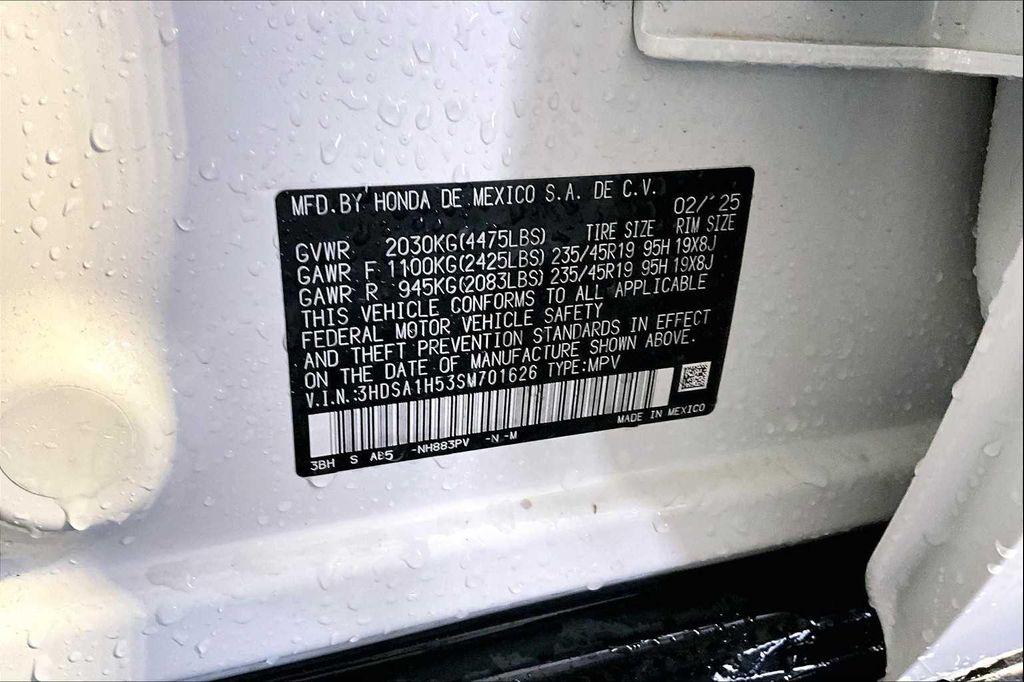 MFD.BY HONDA DE MEXICO S.A. DE C.V.
02/'25
GVWR 2030KG(4475LBS) TIRE SIZE RIM SIZE
GAWR F 1100KG(2425LBS) 235/45R19 95H 19X8J
GAWR R 945KG(2083LBS) 235/45R19 95H 19X8J
THIS VEHICLE CONFORMS TO ALL APPLICABLE
FEDERAL MOTOR VEHICLE SAFETY
AND THEFT PREVENTION STANDARDS IN EFFECT
ON THE DATE OF MANUFACTURE SHOWN ABOVE.
V.I.N.:3HDSA1H53SM701626 TYPE:MPV
MADE IN MEXICO
3BH S AB5 -NH883PV -N -M